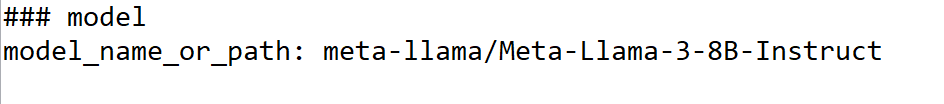 ### model
model_name_or_path: meta-llama/Meta-Llama-3-8B-Instruct